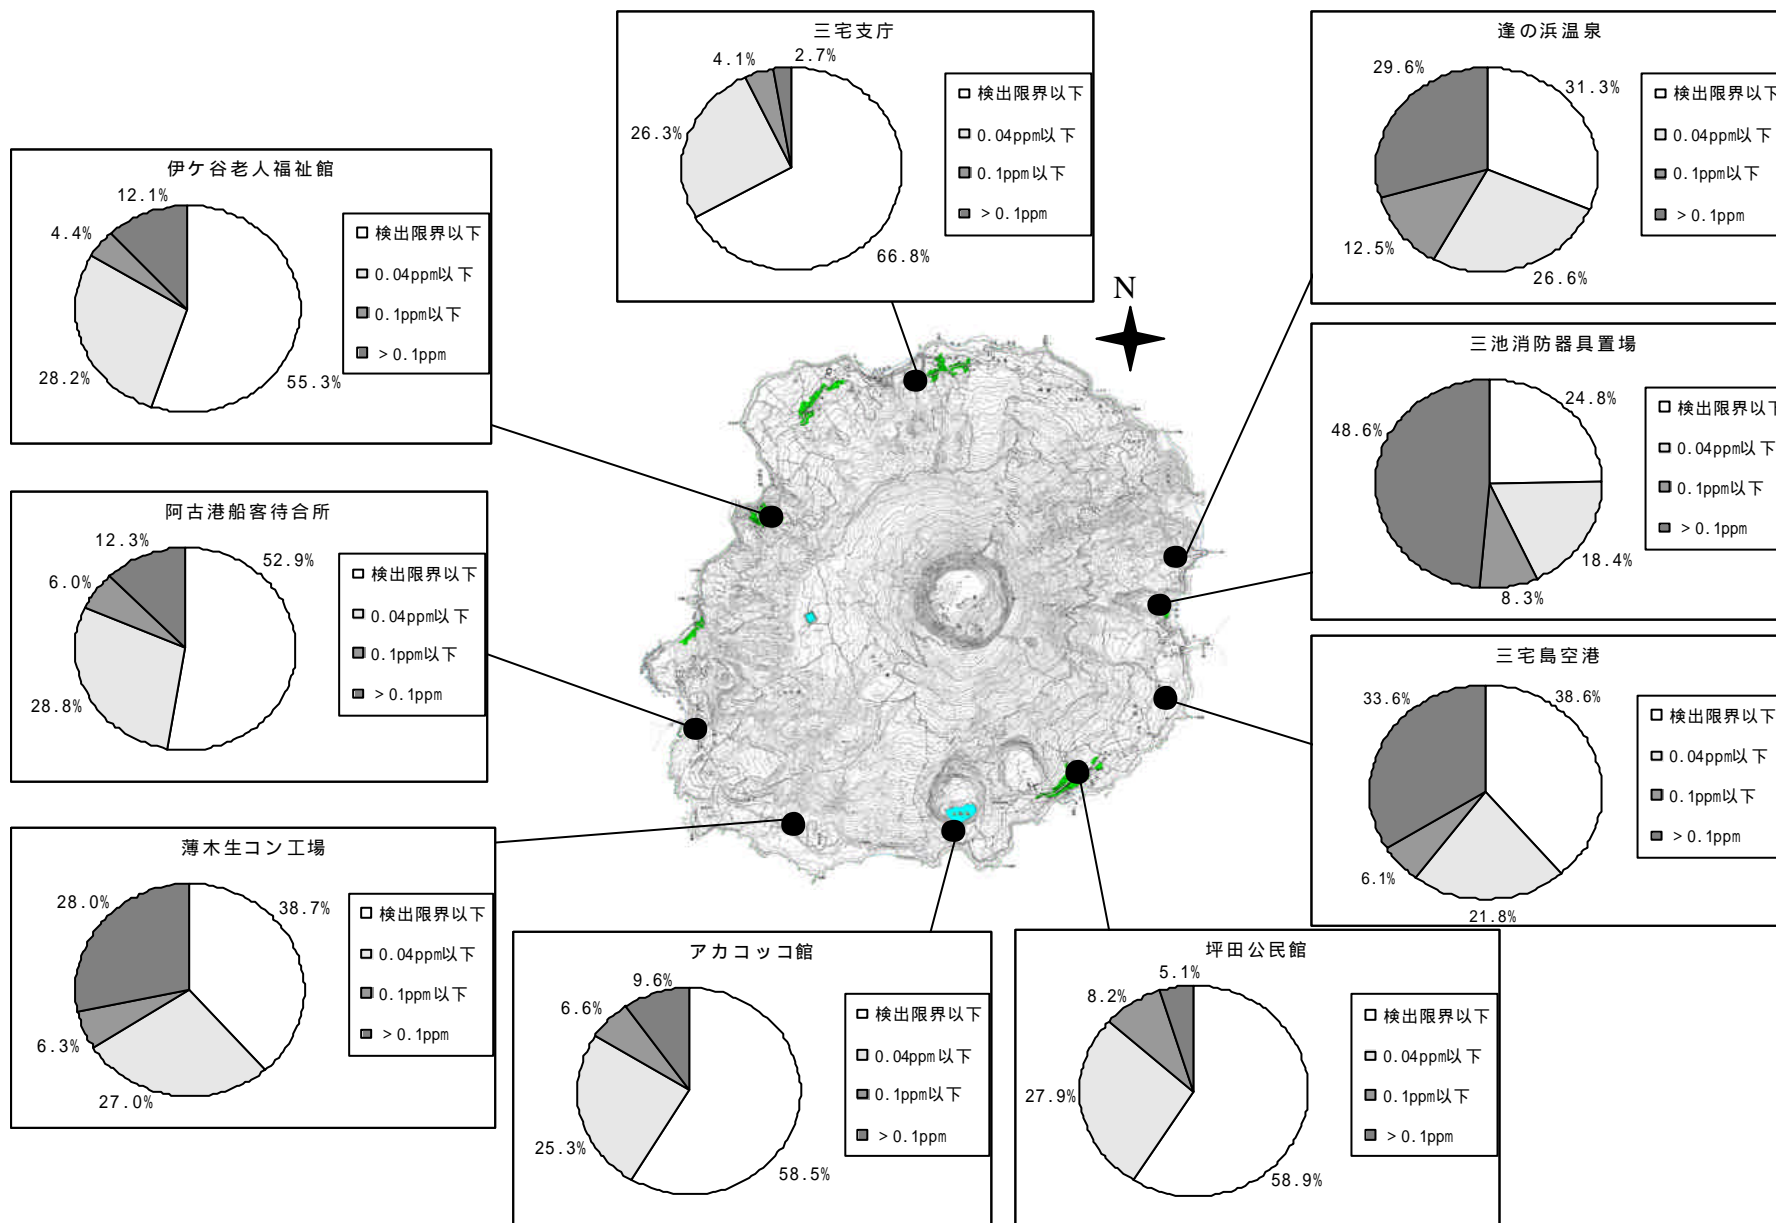 三宅支庁
4.1%
2.7%
26.3%
66.8%
検出限界以下
0.04ppm以下
0.1ppm以下
>0.1ppm
逢の浜温泉
29.6%
31.3%
12.5%
26.6%
検出限界以下
0.04ppm以下
0.1ppm以下
>0.1ppm
伊ケ谷老人福祉館
12.1%
4.4%
28.2%
55.3%
検出限界以下
0.04ppm以下
0.1ppm以下
>0.1ppm
N
三池消防器具置場
24.8%
48.6%
18.4%
8.3%
検出限界以下
0.04ppm以下
0.1ppm以下
>0.1ppm
阿古港船客待合所
12.3%
52.9%
6.0%
28.8%
検出限界以下
0.04ppm以下
0.1ppm以下
>0.1ppm
三宅島空港
33.6%
38.6%
6.1%
21.8%
検出限界以下
0.04ppm以下
0.1ppm以下
>0.1ppm
薄木生コン工場
28.0%
38.7%
6.3%
27.0%
検出限界以下
0.04ppm以下
0.1ppm以下
>0.1ppm
アカコッコ館
9.6%
6.6%
25.3%
58.5%
検出限界以下
0.04ppm以下
0.1ppm以下
>0.1ppm
坪田公民館
5.1%
8.2%
27.9%
58.9%
検出限界以下
0.04ppm以下
0.1ppm以下
>0.1ppm